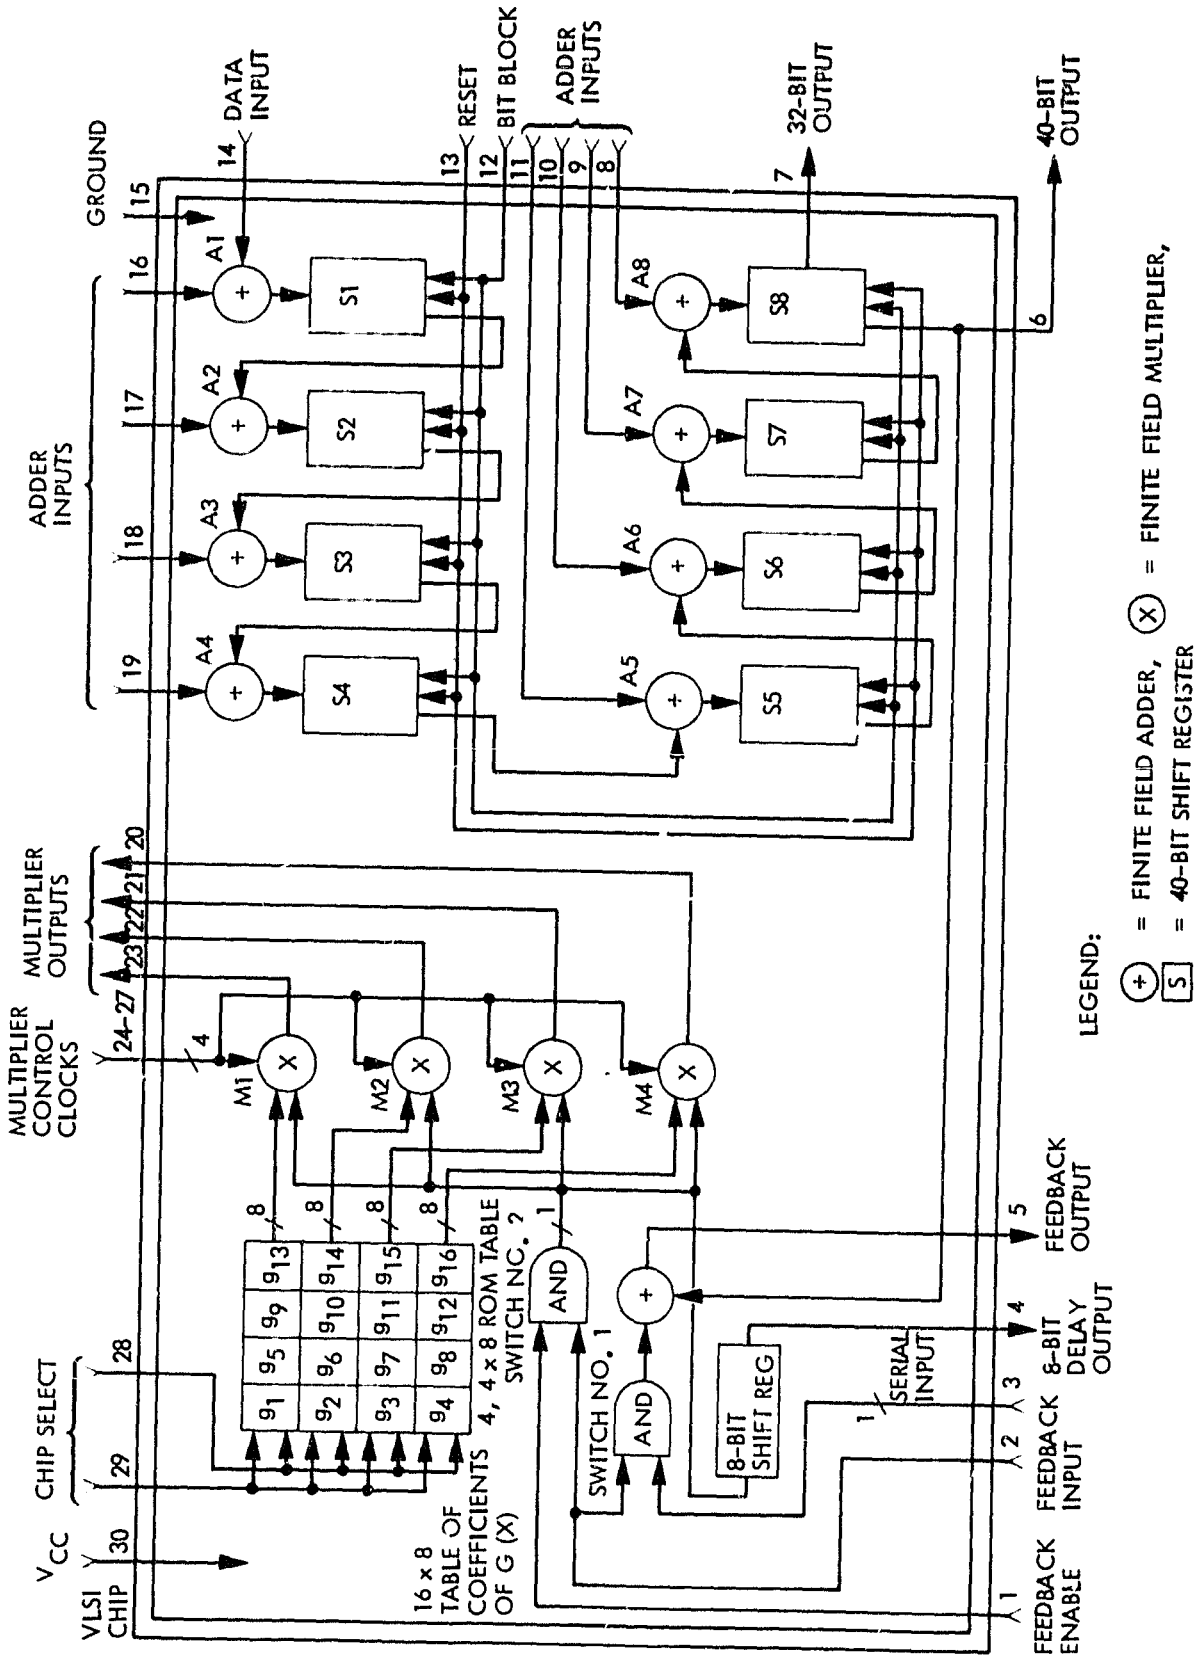 VLSI
CHIP
VCC
30
CHIP SELECT
29
28
MULTIPLIER
CONTROL
CLOCKS
24-27
4
MULTIPLIER
OUTPUTS
23
22
21
20
ADDER
INPUTS
19
18
17
16
GROUND
15
14
DATA
INPUT
13
RESET
12
BIT BLOCK
11
10
9
8
ADDER
INPUTS
7
32-BIT
OUTPUT
6
40-BIT
OUTPUT
A4
+
S4
A3
+
S3
A2
+
S2
A1
+
S1
A5
+
S5
A6
+
S6
A7
+
S7
A8
+
S8
M1
X
M2
X
M3
X
M4
X
g1 g5 g9 g13
g2 g6 g10 g14
g3 g7 g11 g15
g4 g8 g12 g16
8
8
8
8
16 x 8
TABLE OF
COEFFICIENTS
OF G (X)
4, 4 x 8 ROM TABLE
SWITCH NO. 2
AND
1
SWITCH NO. 1
AND
+
8-BIT
SHIFT REG
1
SERIAL
INPUT
1
FEEDBACK
ENABLE
2
FEEDBACK
INPUT
3
4
8-BIT
DELAY
OUTPUT
5
FEEDBACK
OUTPUT
LEGEND:
+ = FINITE FIELD ADDER, X = FINITE FIELD MULTIPLIER,
S = 40-BIT SHIFT REGISTER